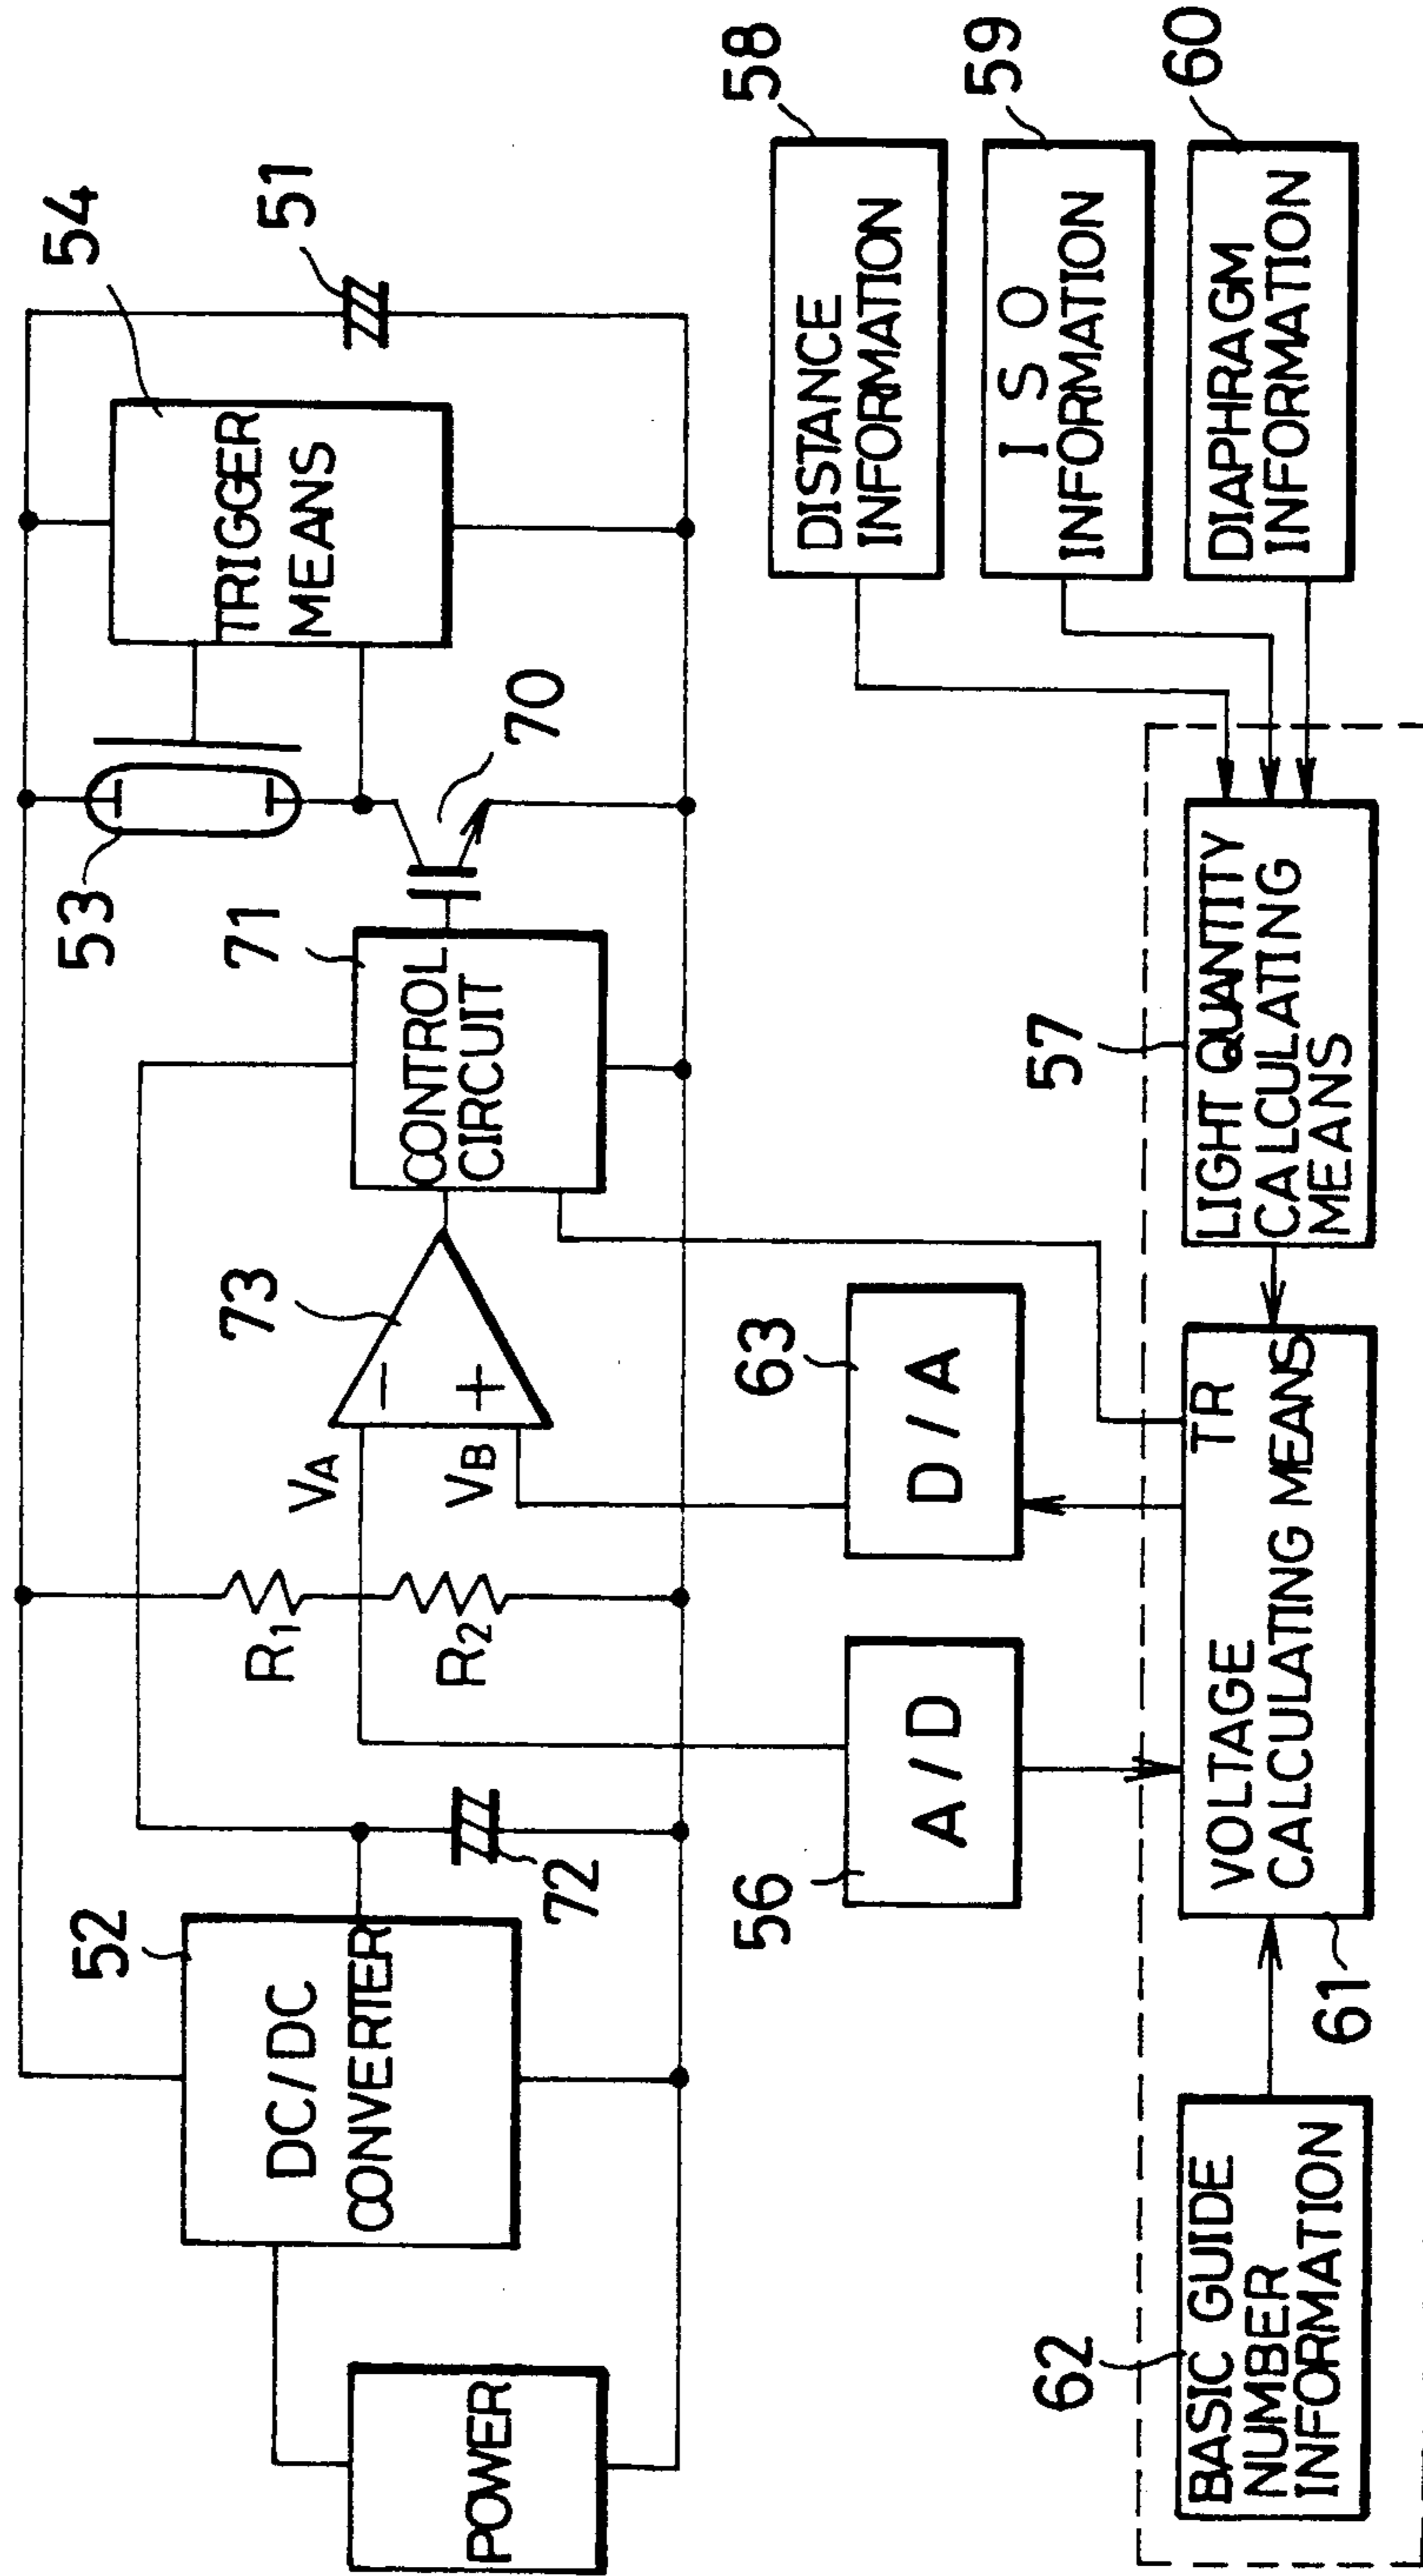 54
51
53
TRIGGER
MEANS
70
71
CONTROL
CIRCUIT
73
VA
VB
−
+
R1
R2
52
DC/DC
CONVERTER
72
POWER
56
A/D
63
D/A
58
DISTANCE
INFORMATION
59
ISO
INFORMATION
60
DIAPHRAGM
INFORMATION
57
LIGHT QUANTITY
CALCULATING
MEANS
TR
VOLTAGE
CALCULATING MEANS
61
62
BASIC GUIDE
NUMBER
INFORMATION